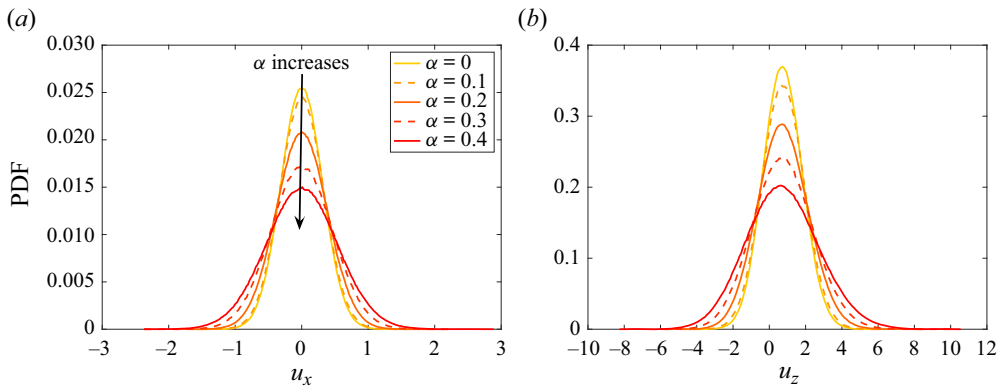 (a)
0.030
0.025
0.020
0.015
0.010
0.005
0
PDF
α increases
α = 0
α = 0.1
α = 0.2
α = 0.3
α = 0.4
−3 −2 −1 0 1 2 3
u_x
(b)
0.4
0.3
0.2
0.1
0
−10 −8 −6 −4 −2 0 2 4 6 8 10 12
u_z